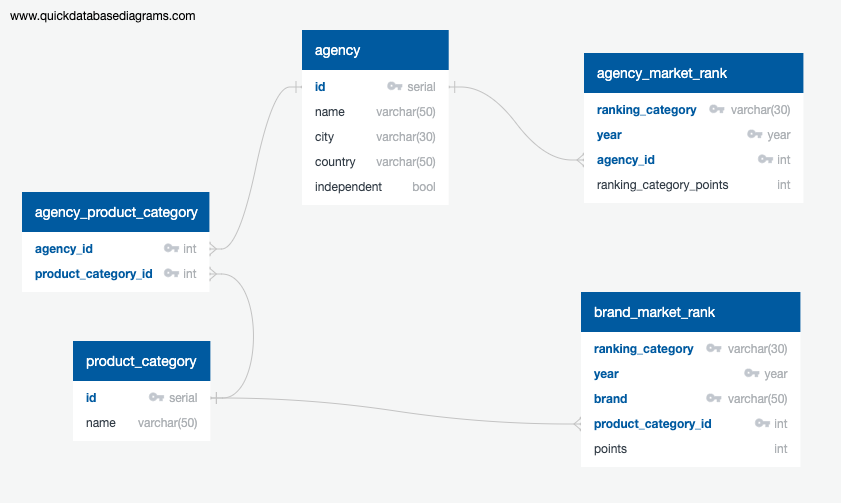 www.quickdatabasediagrams.com
agency
id serial
name varchar(50)
city varchar(30)
country varchar(50)
independent bool
agency_market_rank
ranking_category varchar(30)
year year
agency_id int
ranking_category_points int
agency_product_category
agency_id int
product_category_id int
product_category
id serial
name varchar(50)
brand_market_rank
ranking_category varchar(30)
year year
brand varchar(50)
product_category_id int
points int